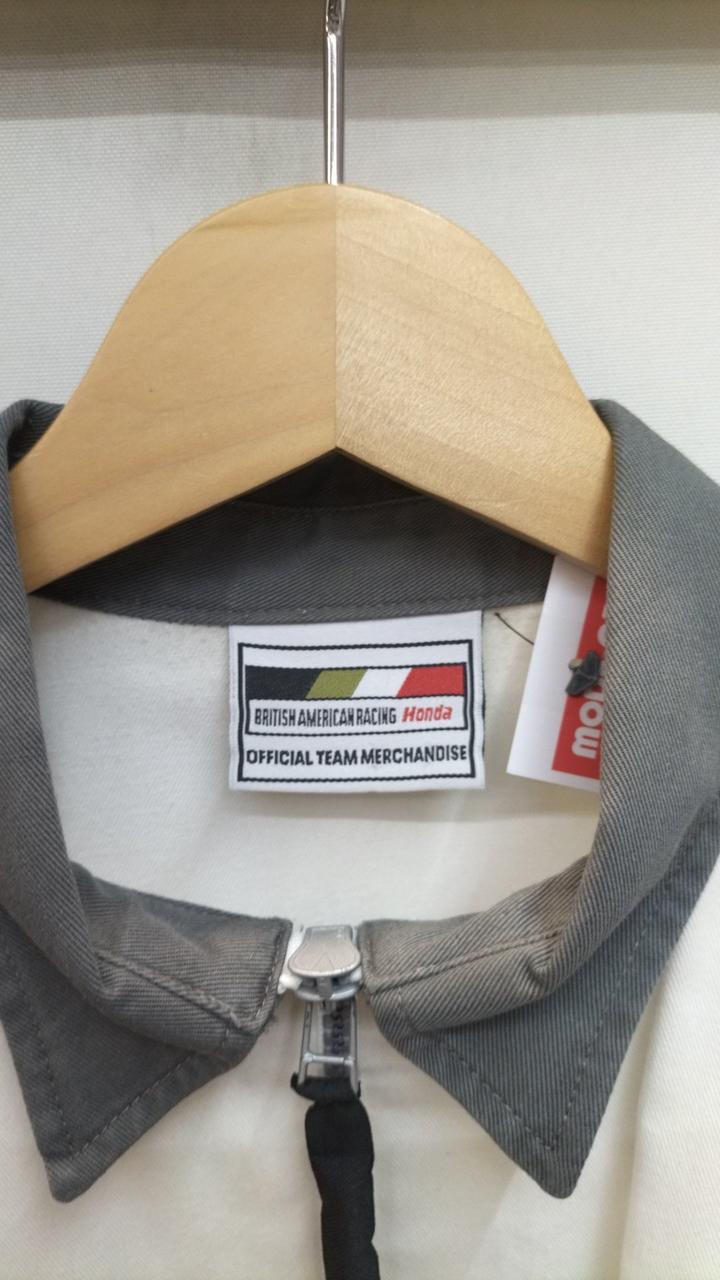 BRITISH AMERICAN RACING Honda
OFFICIAL TEAM MERCHANDISE